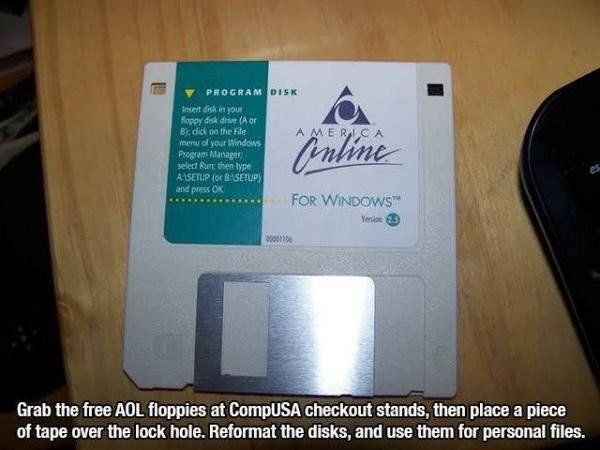 PROGRAM DISK
Insert disk in your
floppy disk drive (A or
B); click on the File
menu of your Windows
Program Manager;
select Run; then type
A:\SETUP (or B:\SETUP)
and press OK.
AMERICA
Online
FOR WINDOWS™
Version 2.5
00001106
es
Grab the free AOL floppies at CompUSA checkout stands, then place a piece
of tape over the lock hole. Reformat the disks, and use them for personal files.